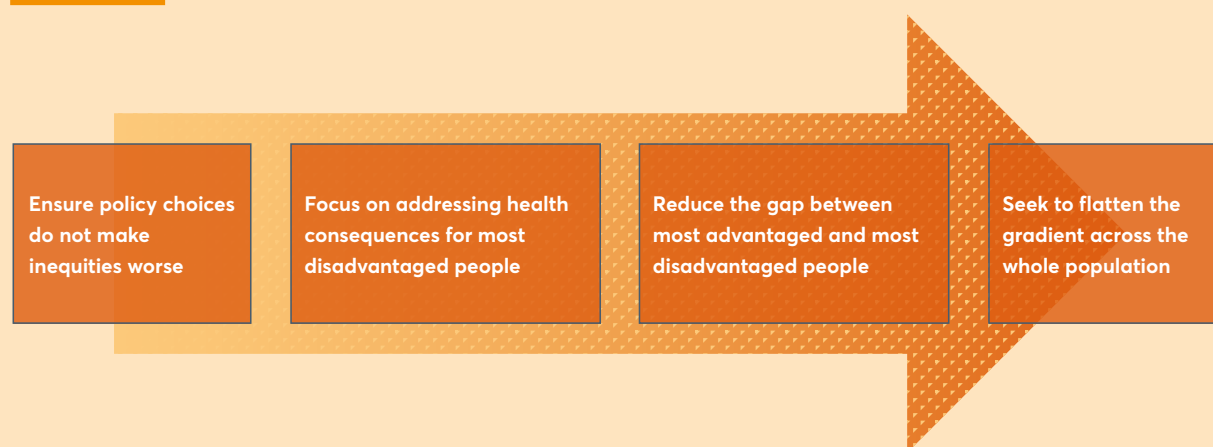 Ensure policy choices
do not make
inequities worse
Focus on addressing health
consequences for most
disadvantaged people
Reduce the gap between
most advantaged and most
disadvantaged people
Seek to flatten the
gradient across the
whole population